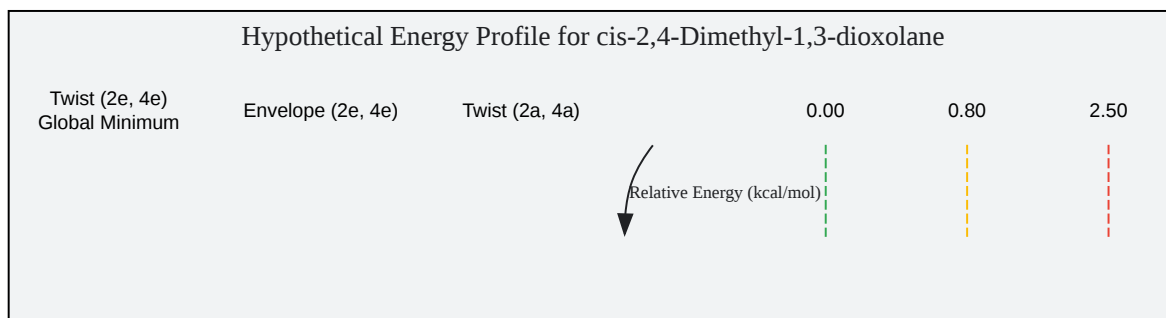 Hypothetical Energy Profile for cis-2,4-Dimethyl-1,3-dioxolane
Twist (2e, 4e)
Global Minimum
Envelope (2e, 4e)
Twist (2a, 4a)
0.00
0.80
2.50
Relative Energy (kcal/mol)